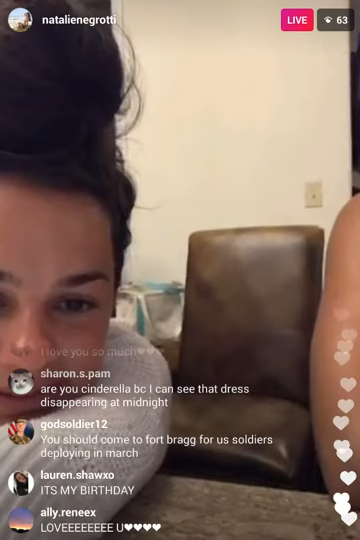 natalienegrotti
LIVE
63
I love you so much❤❤❤
sharon.s.pam
are you cinderella bc I can see that dress
disappearing at midnight
godsoldier12
You should come to fort bragg for us soldiers
deploying in march
lauren.shawxo
ITS MY BIRTHDAY
ally.reneex
LOVEEEEEEEE U❤❤❤❤